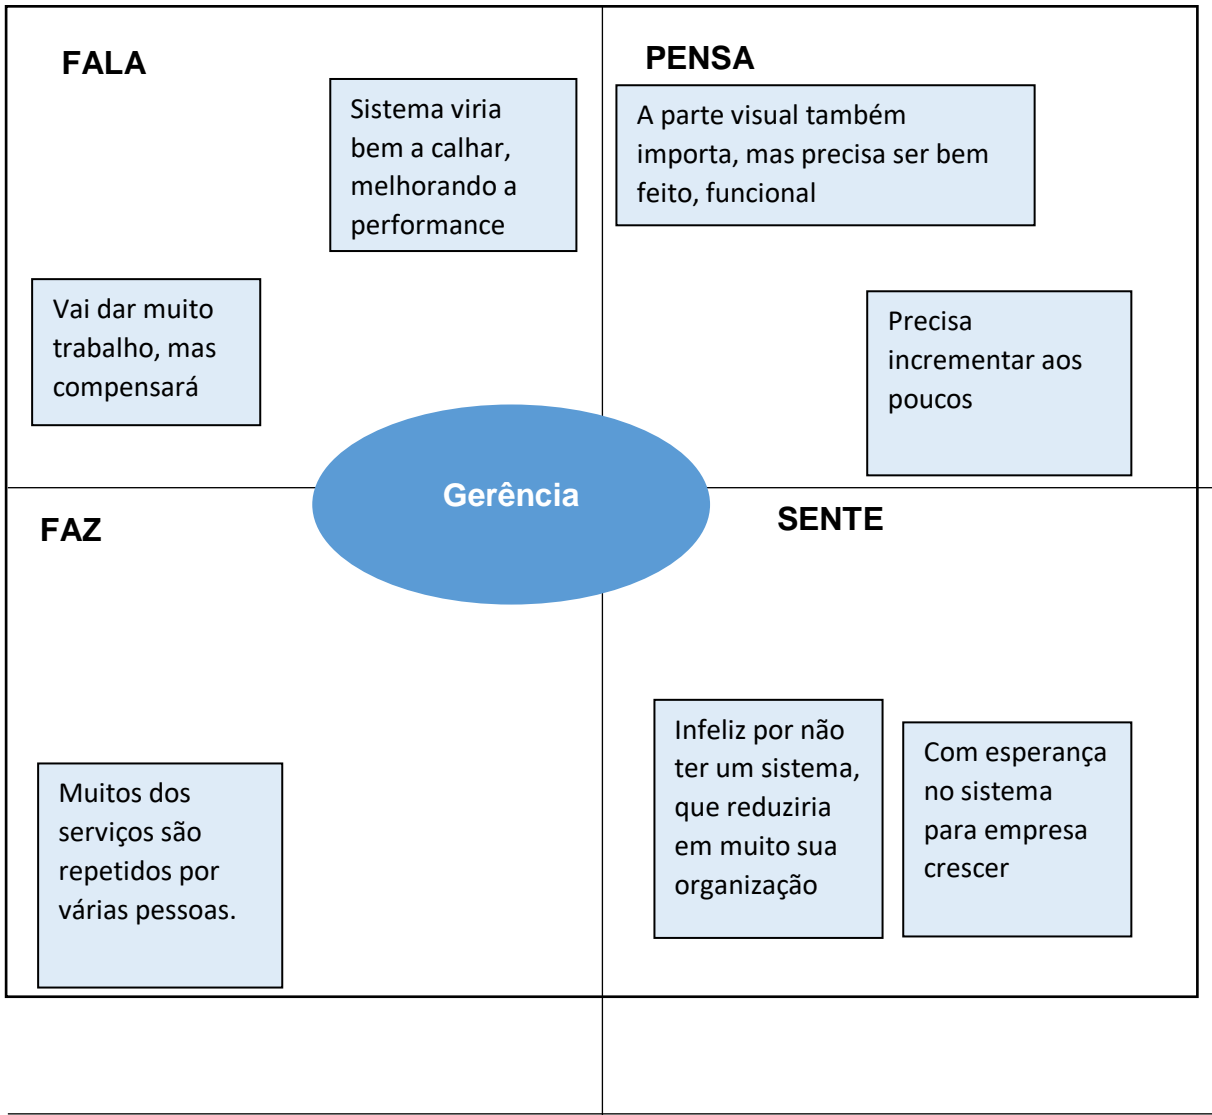 FALA
Sistema viria
bem a calhar,
melhorando a
performance
Vai dar muito
trabalho, mas
compensará
PENSA
A parte visual também
importa, mas precisa ser bem
feito, funcional
Precisa
incrementar aos
poucos
Gerência
FAZ
Muitos dos
serviços são
repetidos por
várias pessoas.
SENTE
Infeliz por não
ter um sistema,
que reduziria
em muito sua
organização
Com esperança
no sistema
para empresa
crescer